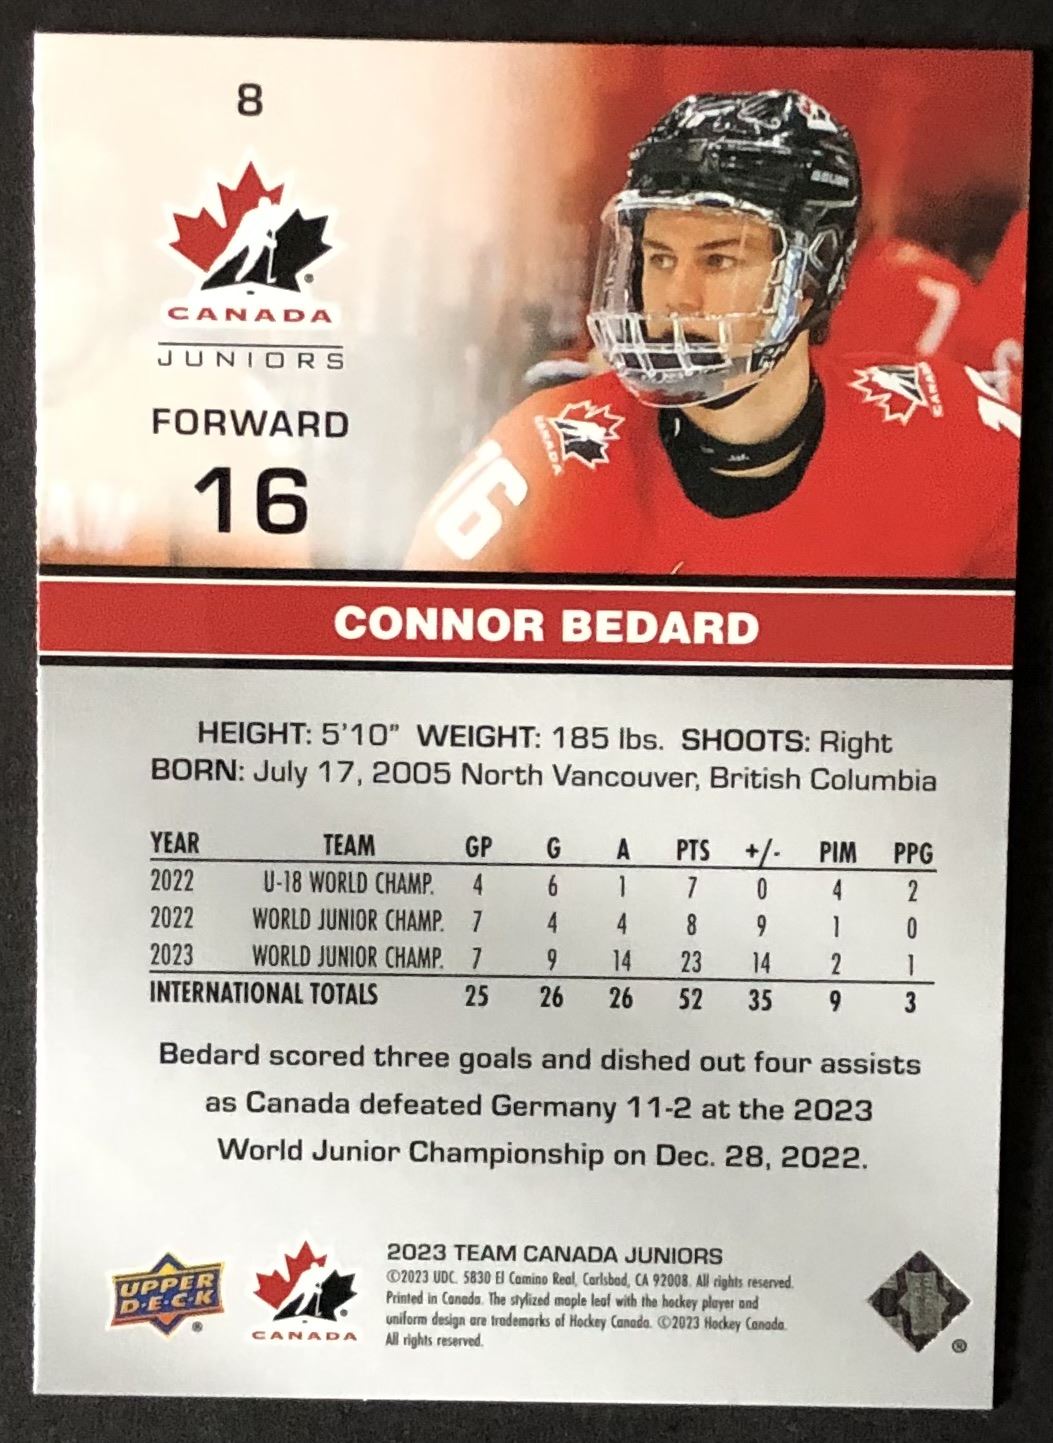 8
CANADA
JUNIORS
FORWARD
16
BAUER
CANADA
16
CANADA
7
CONNOR BEDARD
HEIGHT: 5'10" WEIGHT: 185 lbs. SHOOTS: Right
BORN: July 17, 2005 North Vancouver, British Columbia
YEAR TEAM GP G A PTS +/- PIM PPG
2022 U-18 WORLD CHAMP. 4 6 1 7 0 4 2
2022 WORLD JUNIOR CHAMP. 7 4 4 8 9 1 0
2023 WORLD JUNIOR CHAMP. 7 9 14 23 14 2 1
INTERNATIONAL TOTALS 25 26 26 52 35 9 3
Bedard scored three goals and dished out four assists
as Canada defeated Germany 11-2 at the 2023
World Junior Championship on Dec. 28, 2022.
UPPER
D·E·C·K
®
CANADA
2023 TEAM CANADA JUNIORS
©2023 UDC. 5830 El Camino Real, Carlsbad, CA 92008. All rights reserved.
Printed in Canada. The stylized maple leaf with the hockey player and
uniform design are trademarks of Hockey Canada. ©2023 Hockey Canada.
All rights reserved.
®